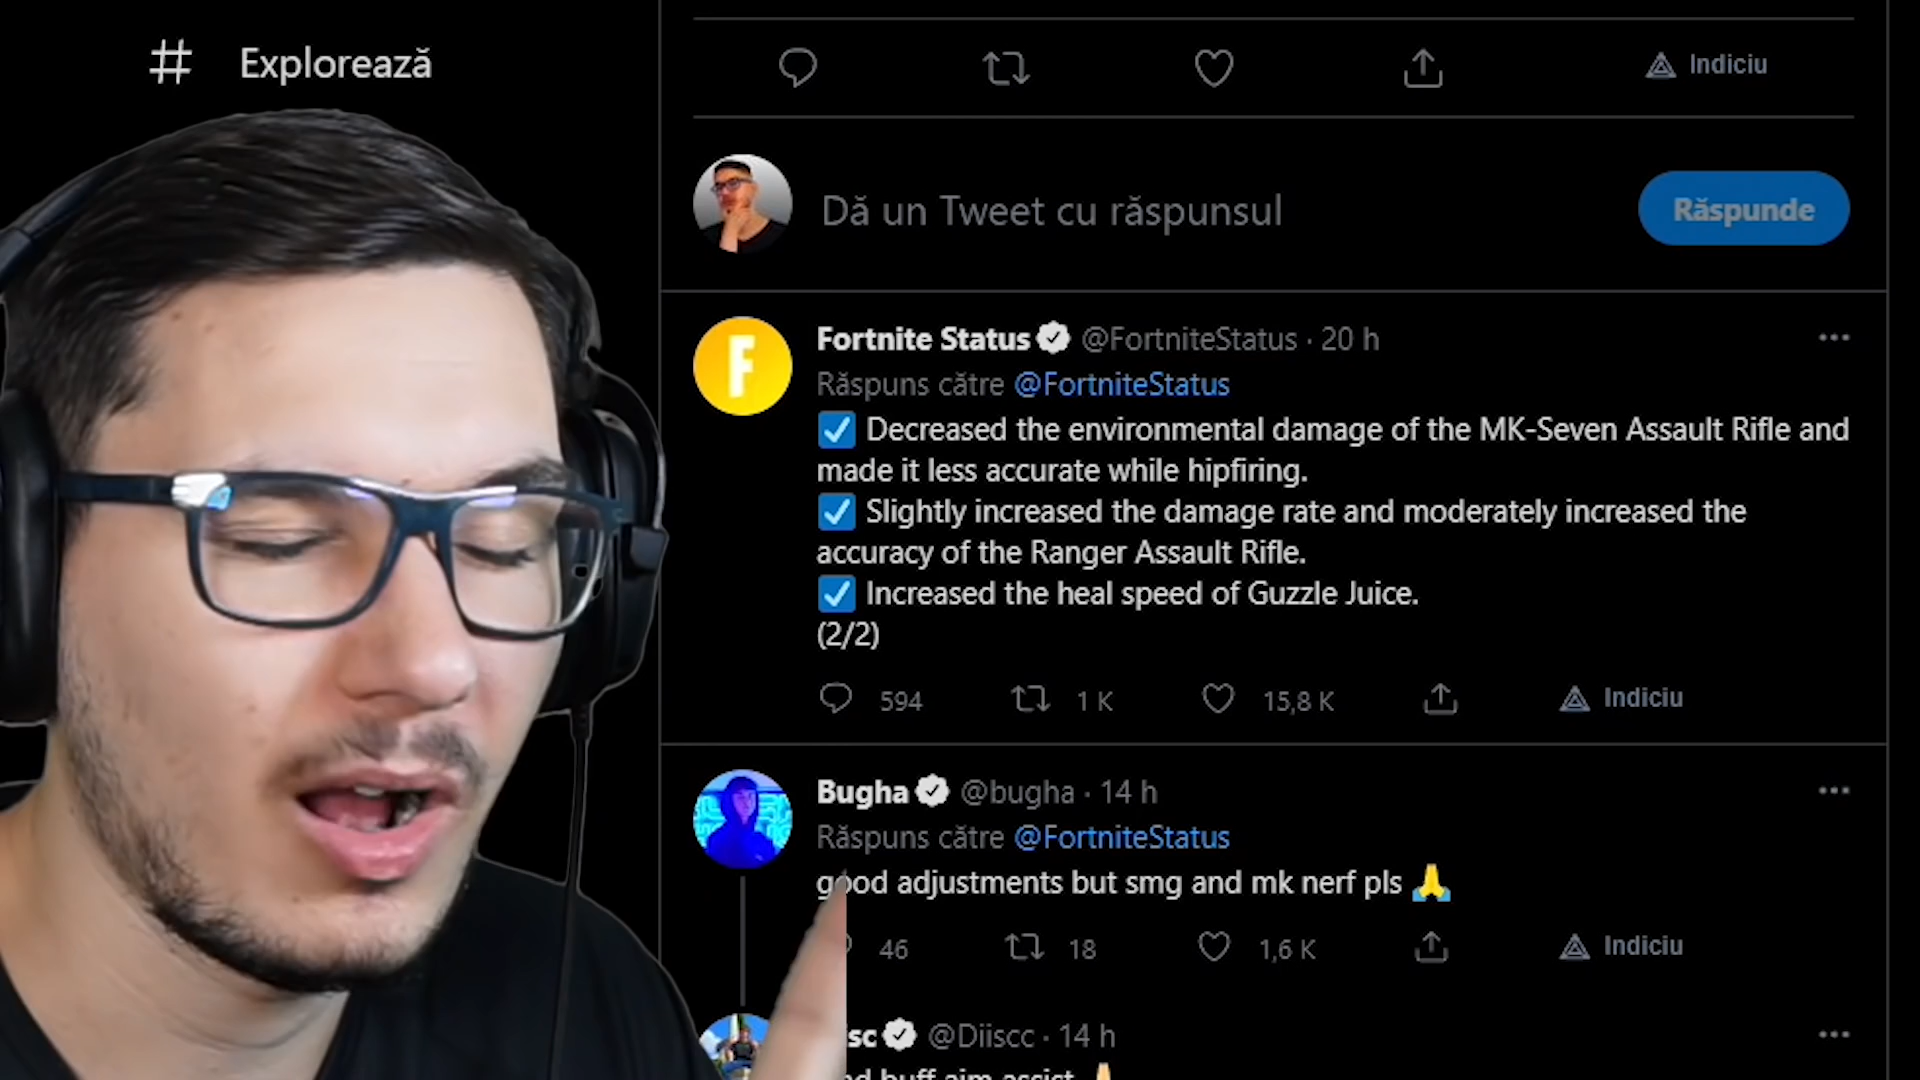 Explorează
Indiciu
Dă un Tweet cu răspunsul
Răspunde
Fortnite Status @FortniteStatus · 20 h
Răspuns către @FortniteStatus
Decreased the environmental damage of the MK-Seven Assault Rifle and
made it less accurate while hipfiring.
Slightly increased the damage rate and moderately increased the
accuracy of the Ranger Assault Rifle.
Increased the heal speed of Guzzle Juice.
(2/2)
594 1 K 15,8 K Indiciu
Bugha @bugha · 14 h
Răspuns către @FortniteStatus
good adjustments but smg and mk nerf pls
46 18 1,6 K Indiciu
@Diiscc · 14 h
buff aim assist